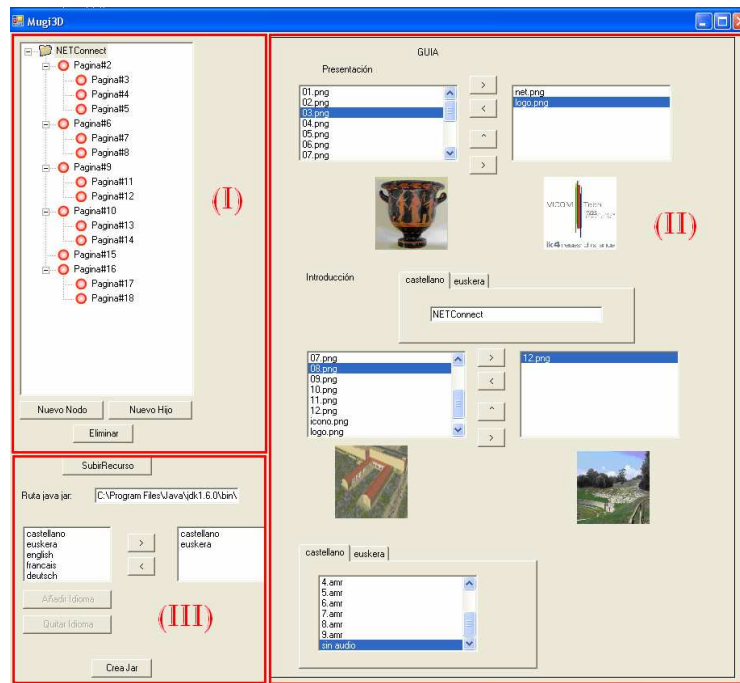 Mugi3D
NETConnect
Pagina#2
Pagina#3
Pagina#4
Pagina#5
Pagina#6
Pagina#7
Pagina#8
Pagina#9
Pagina#11
Pagina#12
Pagina#10
Pagina#13
Pagina#14
Pagina#15
Pagina#16
Pagina#17
Pagina#18
(I)
Nuevo Nodo Nuevo Hijo
Eliminar
GUIA
Presentación
01.png
02.png
03.png
04.png
05.png
06.png
07.png
>
<
^
>
net.png
logo.png
VICOMTech
ik4 research alliance
(II)
Introducción
castellano euskera
NETConnect
07.png
08.png
09.png
10.png
11.png
12.png
icono.png
logo.png
>
<
^
>
12.png
castellano euskera
4.amr
5.amr
6.amr
7.amr
8.amr
9.amr
sin audio
SubirRecurso
Ruta java jar: C:\Program Files\Java\jdk1.6.0\bin\
castellano
euskera
english
francais
deutsch
>
<
castellano
euskera
Añadir Idioma
Quitar Idioma
(III)
Crea Jar